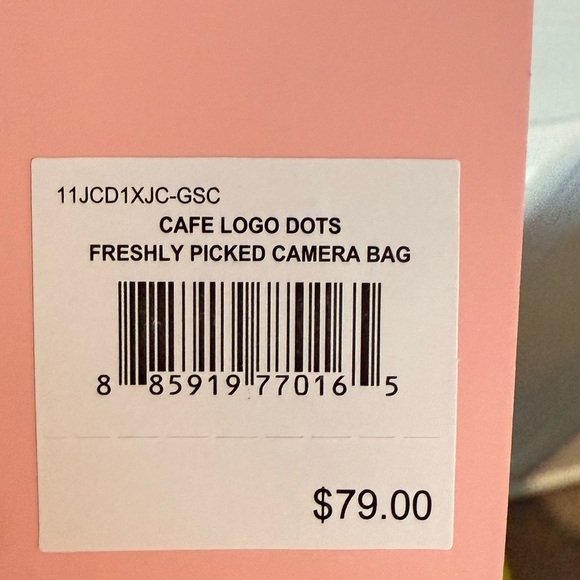 11JCD1XJC-GSC
CAFE LOGO DOTS
FRESHLY PICKED CAMERA BAG
8 85919 77016 5
$79.00